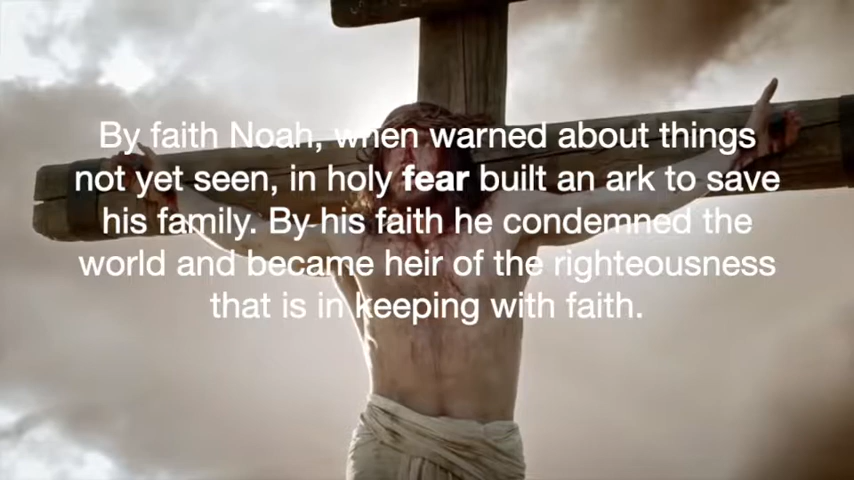 By faith Noah, when warned about things
not yet seen, in holy fear built an ark to save
his family. By his faith he condemned the
world and became heir of the righteousness
that is in keeping with faith.